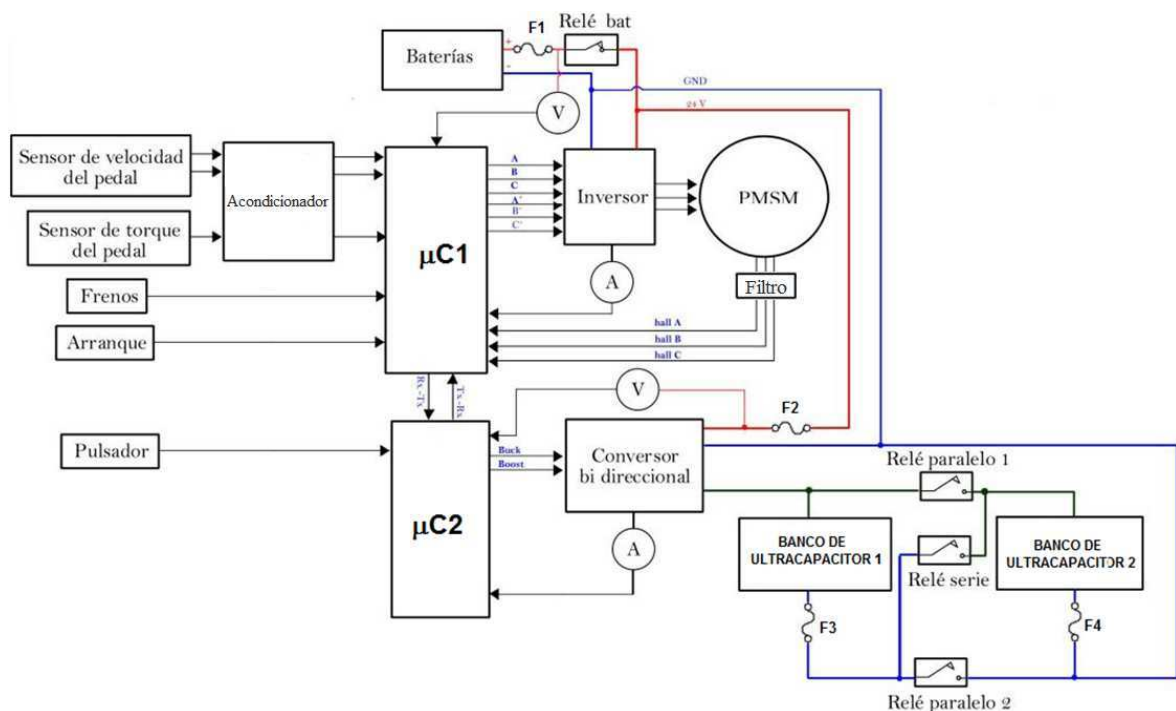 F1
Relé bat
Baterías
+
-
GND
24 V
V
Sensor de velocidad
del pedal
Acondicionador
Sensor de torque
del pedal
Frenos
Arranque
µC1
A
B
C
A'
B'
C'
Inversor
PMSM
A
Filtro
hall A
hall B
hall C
Rx-Tx
Tx-Rx
V
F2
Pulsador
µC2
Buck
Boost
Conversor
bi direccional
A
Relé paralelo 1
BANCO DE
ULTRACAPACITOR 1
Relé serie
BANCO DE
ULTRACAPACITOR 2
F3
F4
Relé paralelo 2